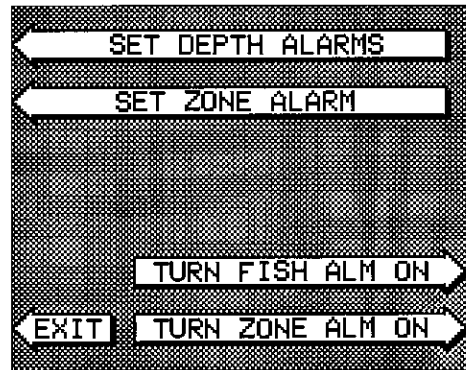 SET DEPTH ALARMS
SET ZONE ALARM
TURN FISH ALM ON
EXIT TURN ZONE ALM ON